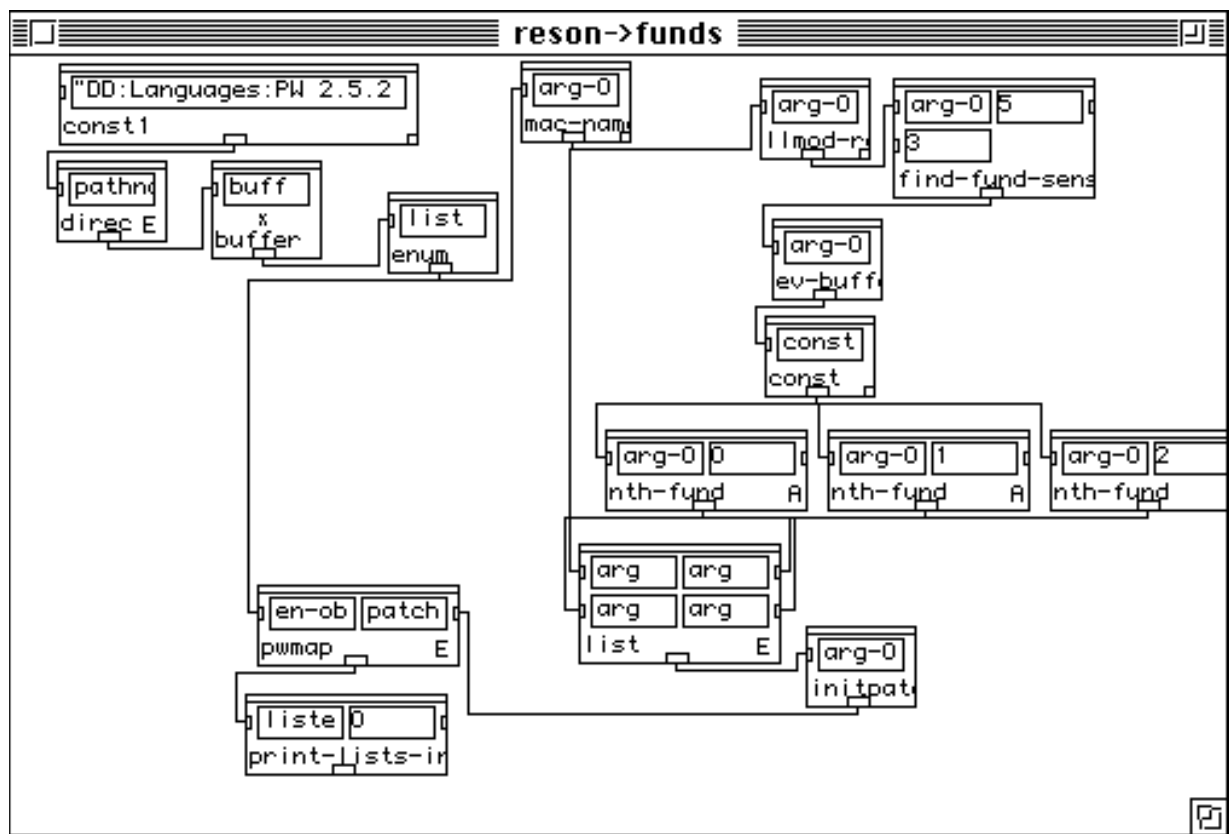 reson->funds
"DD:Languages:PW 2.5.2
const1
arg-0
mac-name
arg-0
llmod-r
arg-0 5
3
find-fund-sens
pathn
direc E
buff
x
buffer
list
enum
arg-0
ev-buff
const
const
arg-0 0
nth-fund A
arg-0 1
nth-fund A
arg-0 2
nth-fund
arg arg
arg arg
list E
en-ob patch
pwmap E
arg-0
initpat
liste 0
print-lists-in